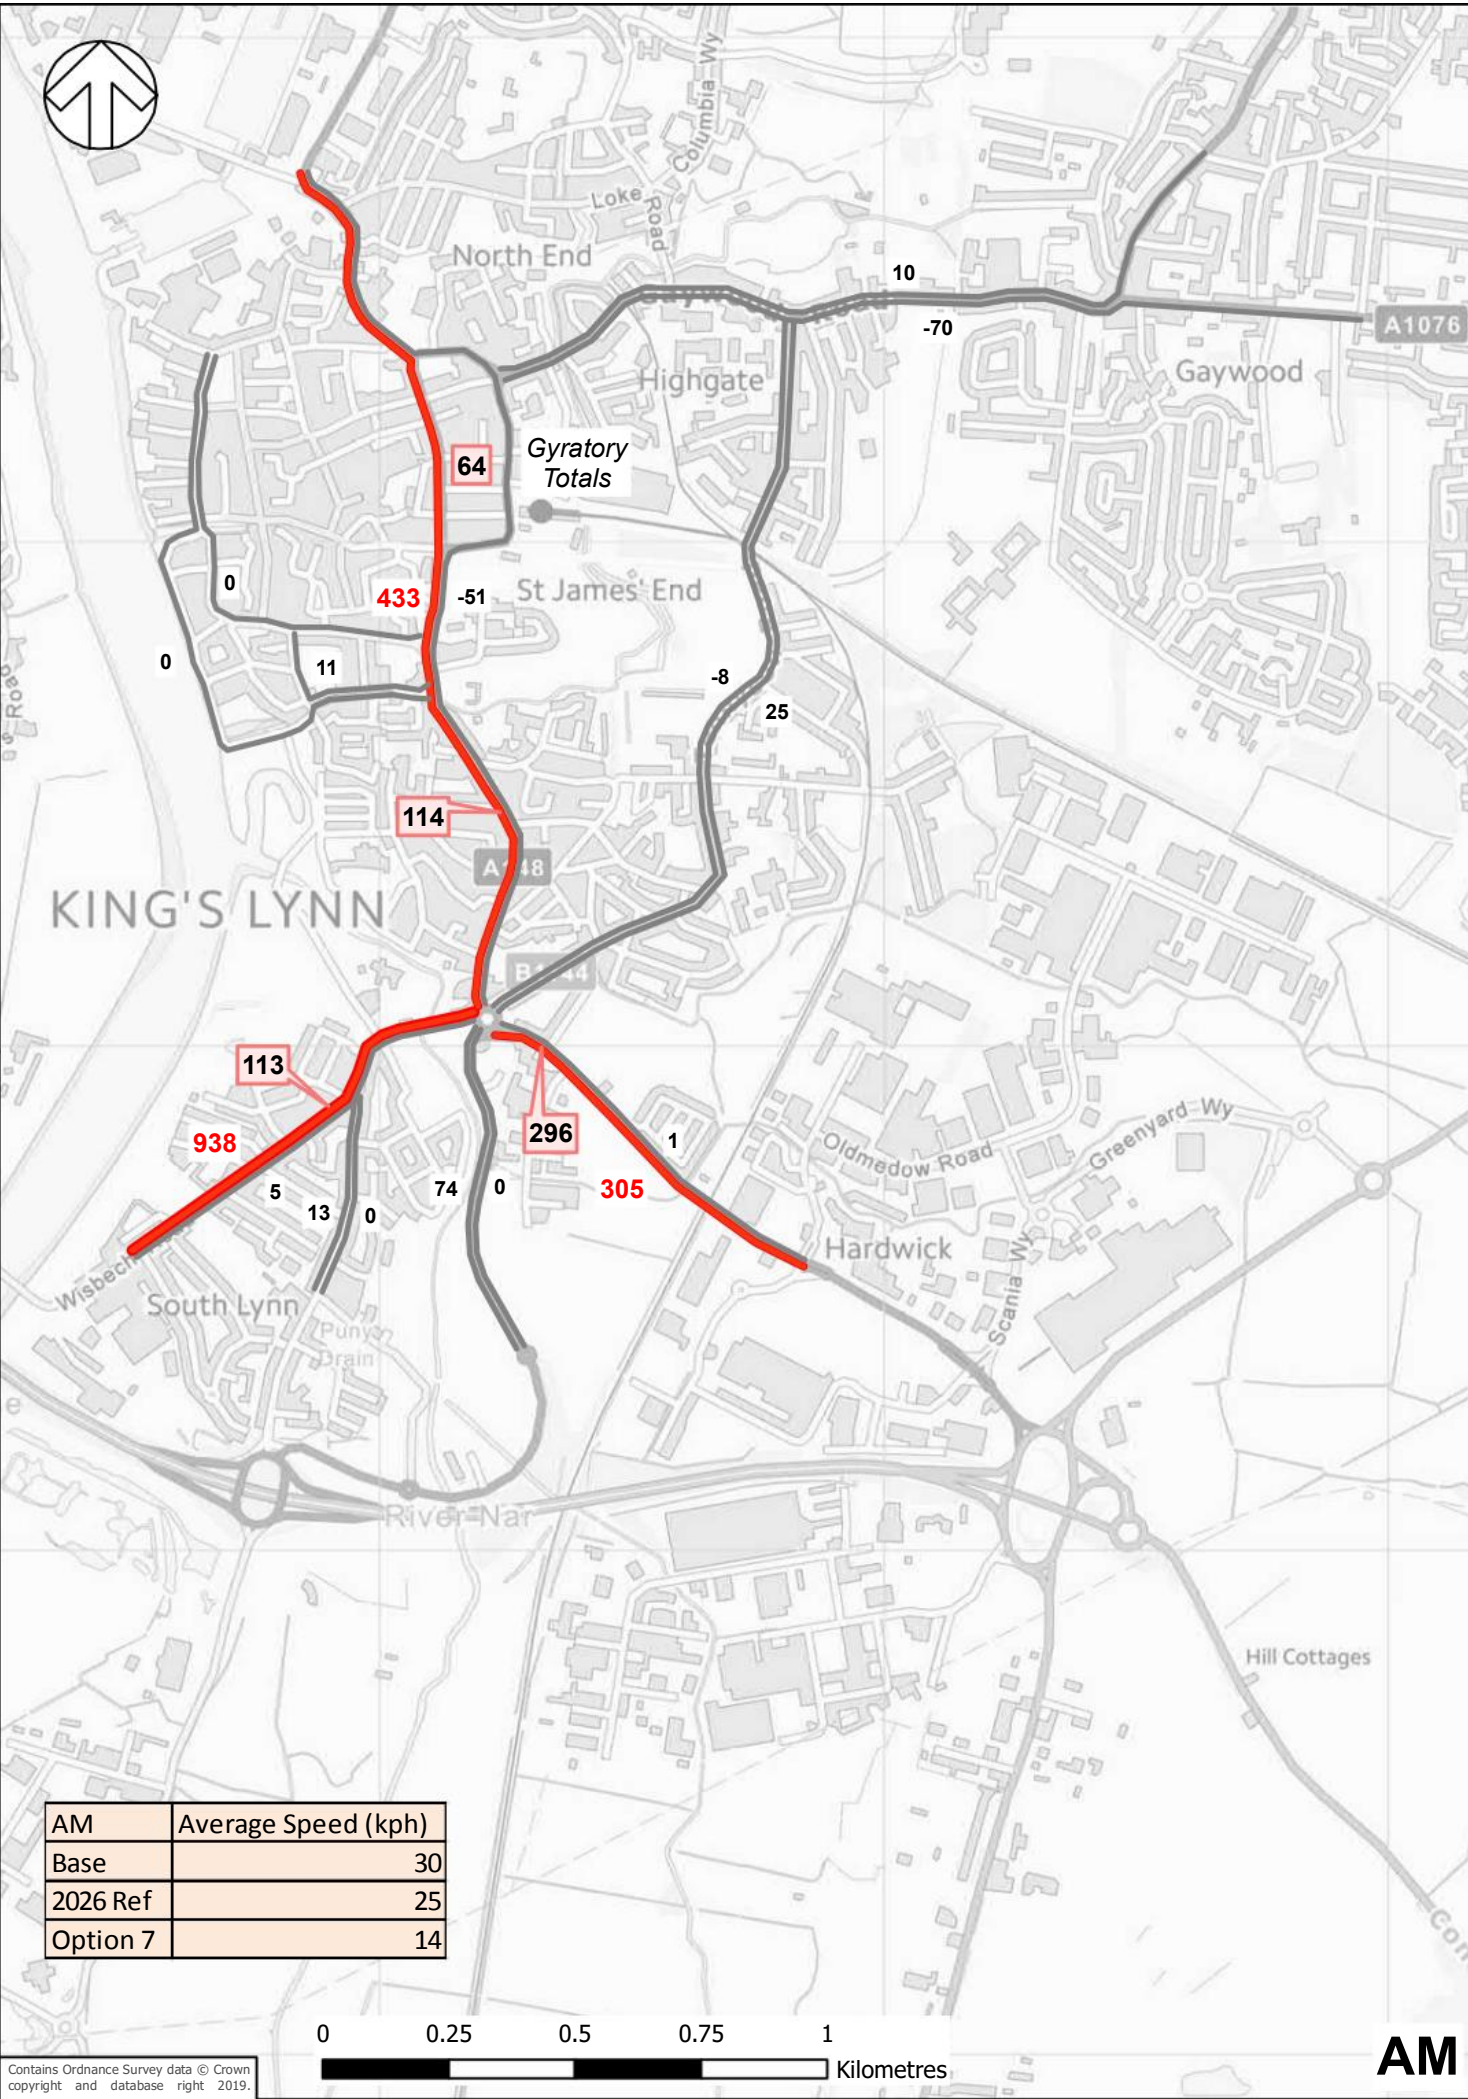 Columbia Wy
Loke Road
North End
10
-70
A1076
Gaywood
Highgate
Gyratory
Totals
64
0
433
-51
St James' End
0
11
-8
25
114
A148
KING'S LYNN
113
938
296
1
Oldmedow Road
Greenyard Wy
5
13
0
74
0
305
Hardwick
Scania Wy
Wisbech
South Lynn
Puny
Drain
River Nar
Hill Cottages
AM Average Speed (kph)
Base 30
2026 Ref 25
Option 7 14
0 0.25 0.5 0.75 1
Kilometres
AM
Contains Ordnance Survey data © Crown
copyright and database right 2019.